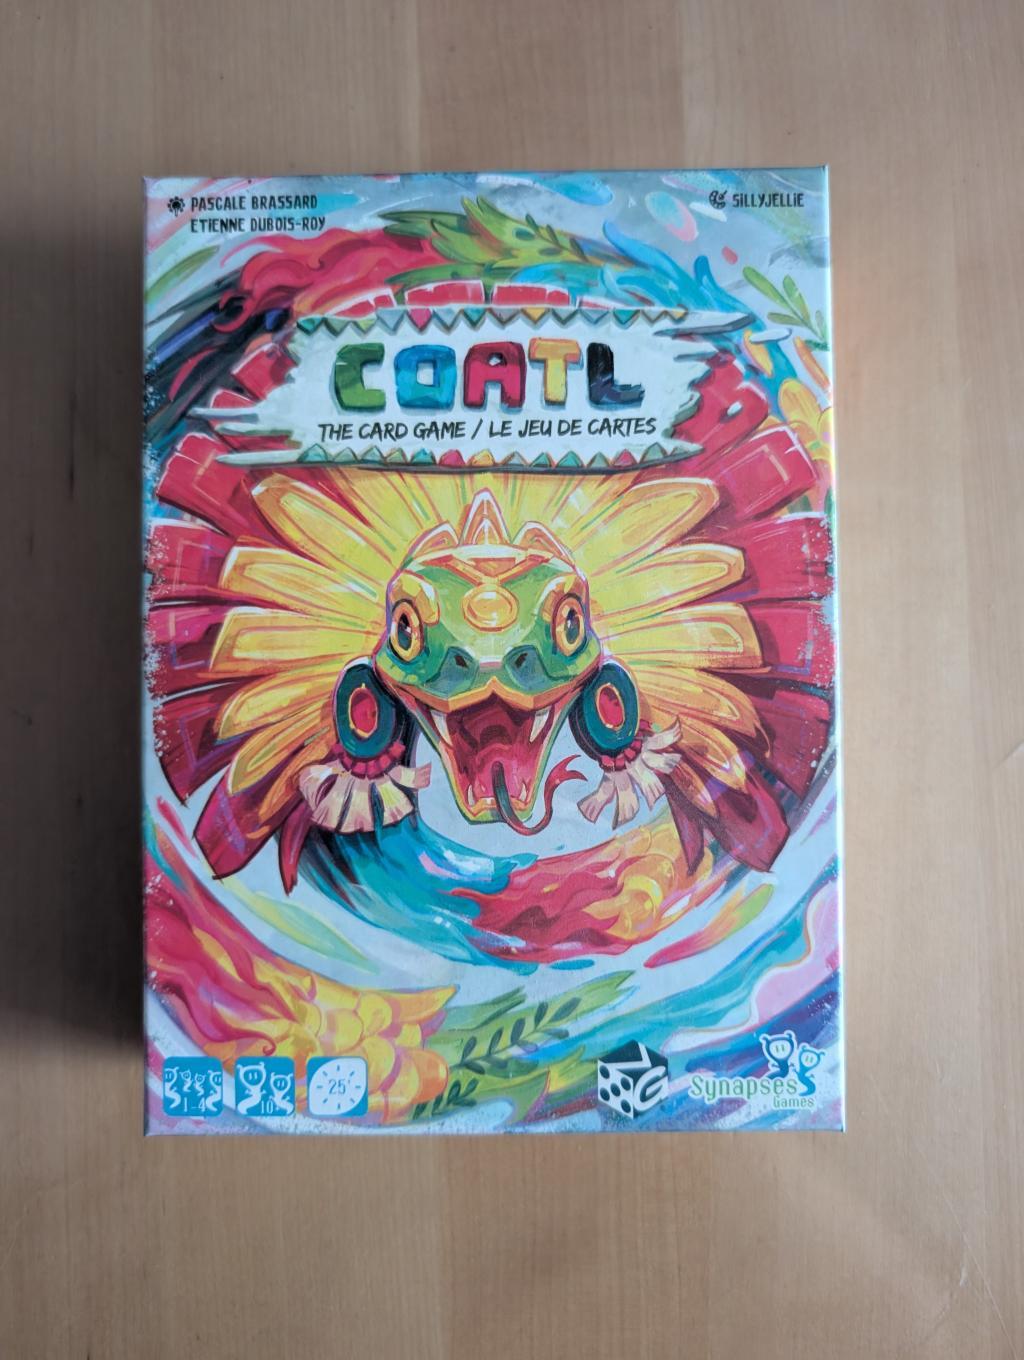 PASCALE BRASSARD
ETIENNE DUBOIS-ROY
SILLYJELLIE
COATL
THE CARD GAME / LE JEU DE CARTES
1-4
10+
25'
VG
Synapses
Games